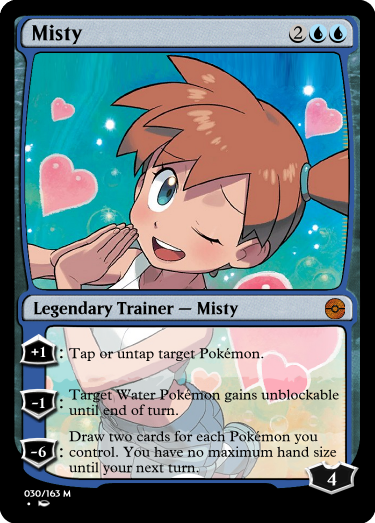 Misty 2
Legendary Trainer — Misty
+1: Tap or untap target Pokémon.
-1: Target Water Pokémon gains unblockable
until end of turn.
-6: Draw two cards for each Pokémon you
control. You have no maximum hand size
until your next turn.
4
030/163 M